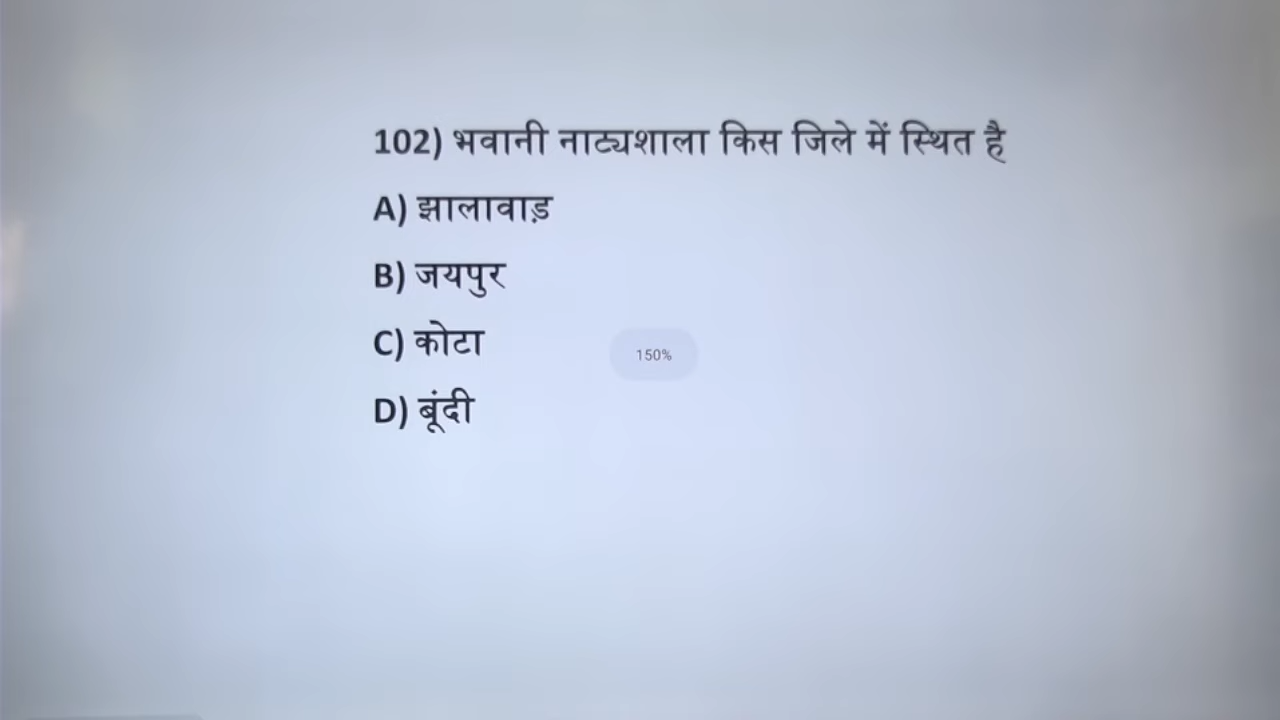 102) भवानी नाट्यशाला किस जिले में स्थित है
A) झालावाड़
B) जयपुर
C) कोटा
150%
D) बूंदी